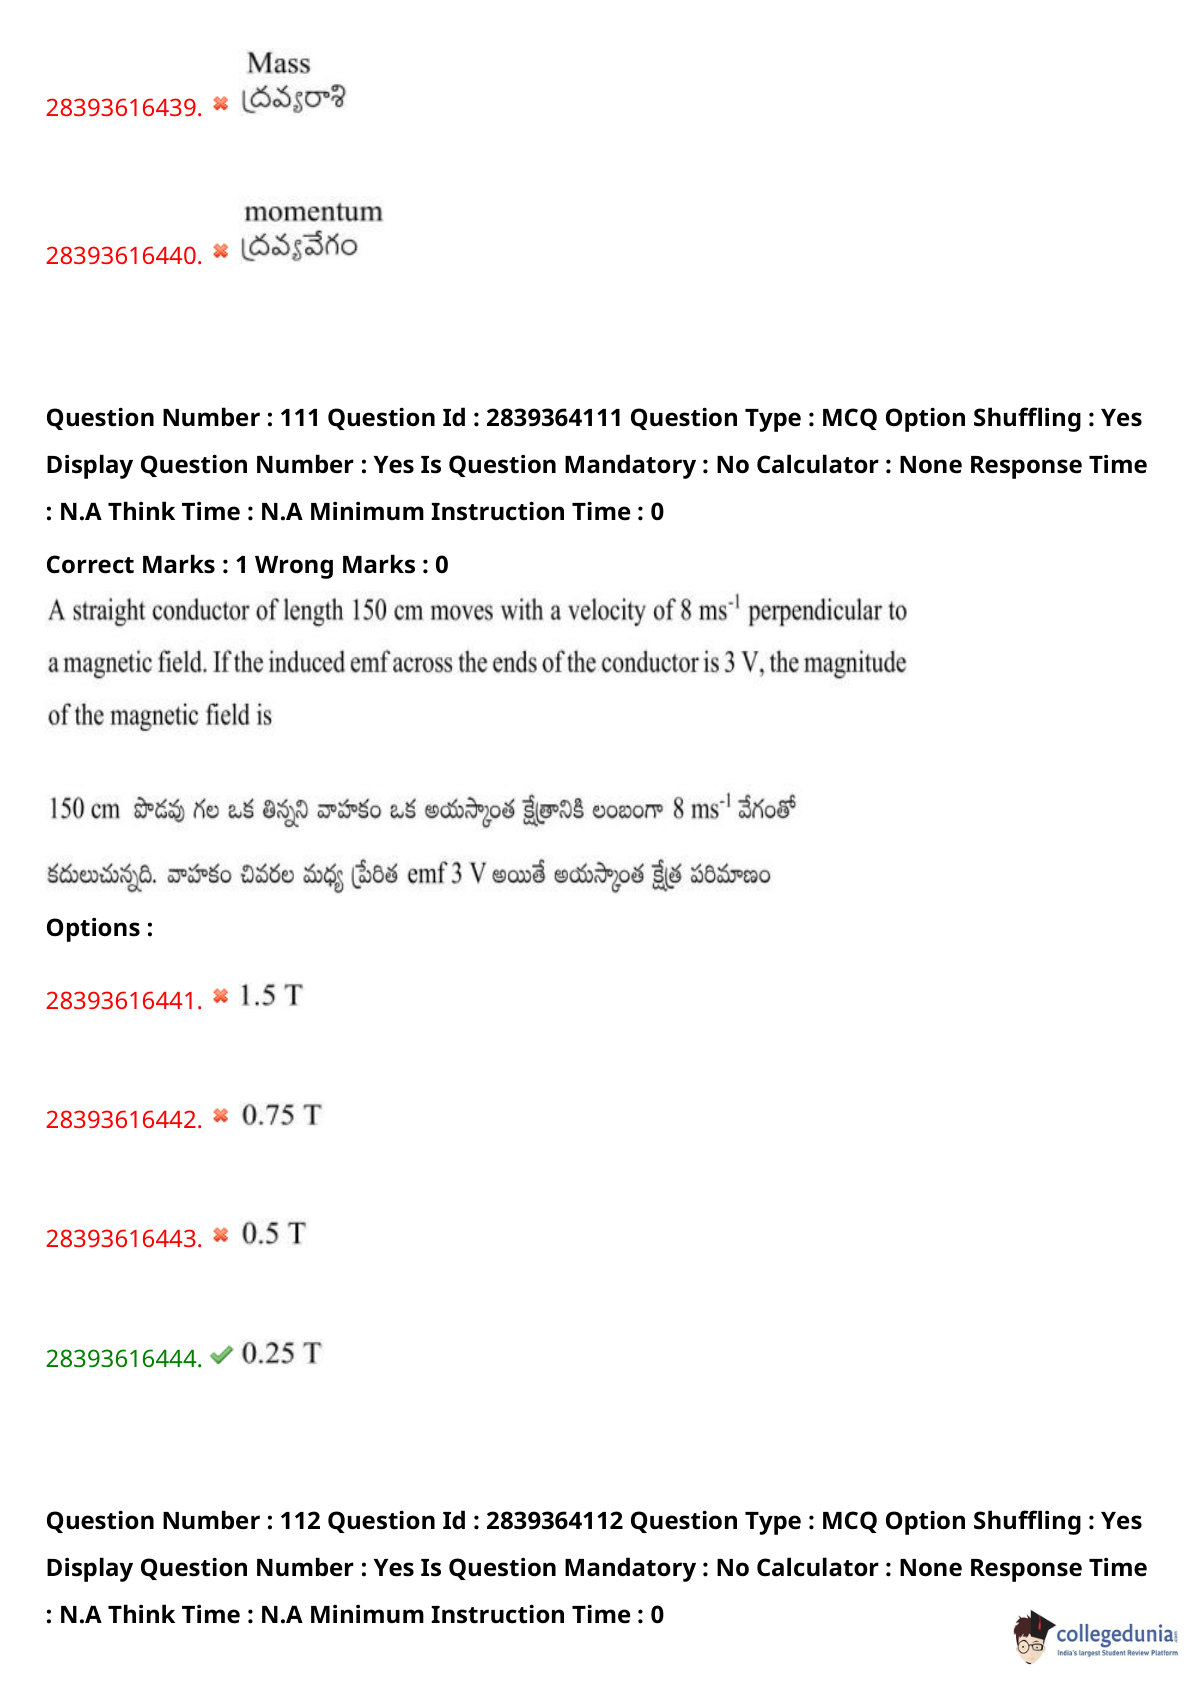 Mass
28393616439. ద్రవ్యరాశి
momentum
28393616440. ద్రవ్యవేగం
Question Number : 111 Question Id : 2839364111 Question Type : MCQ Option Shuffling : Yes
Display Question Number : Yes Is Question Mandatory : No Calculator : None Response Time
: N.A Think Time : N.A Minimum Instruction Time : 0
Correct Marks : 1 Wrong Marks : 0
A straight conductor of length 150 cm moves with a velocity of 8 ms⁻¹ perpendicular to
a magnetic field. If the induced emf across the ends of the conductor is 3 V, the magnitude
of the magnetic field is
150 cm పొడవు గల ఒక తిన్నని వాహకం ఒక అయస్కాంత క్షేత్రానికి లంబంగా 8 ms⁻¹ వేగంతో
కదులుచున్నది. వాహకం చివరల మధ్య ప్రేరిత emf 3 V అయితే అయస్కాంత క్షేత్ర పరిమాణం
Options :
28393616441. 1.5 T
28393616442. 0.75 T
28393616443. 0.5 T
28393616444. 0.25 T
Question Number : 112 Question Id : 2839364112 Question Type : MCQ Option Shuffling : Yes
Display Question Number : Yes Is Question Mandatory : No Calculator : None Response Time
: N.A Think Time : N.A Minimum Instruction Time : 0
collegedunia
India's largest Student Review Platform